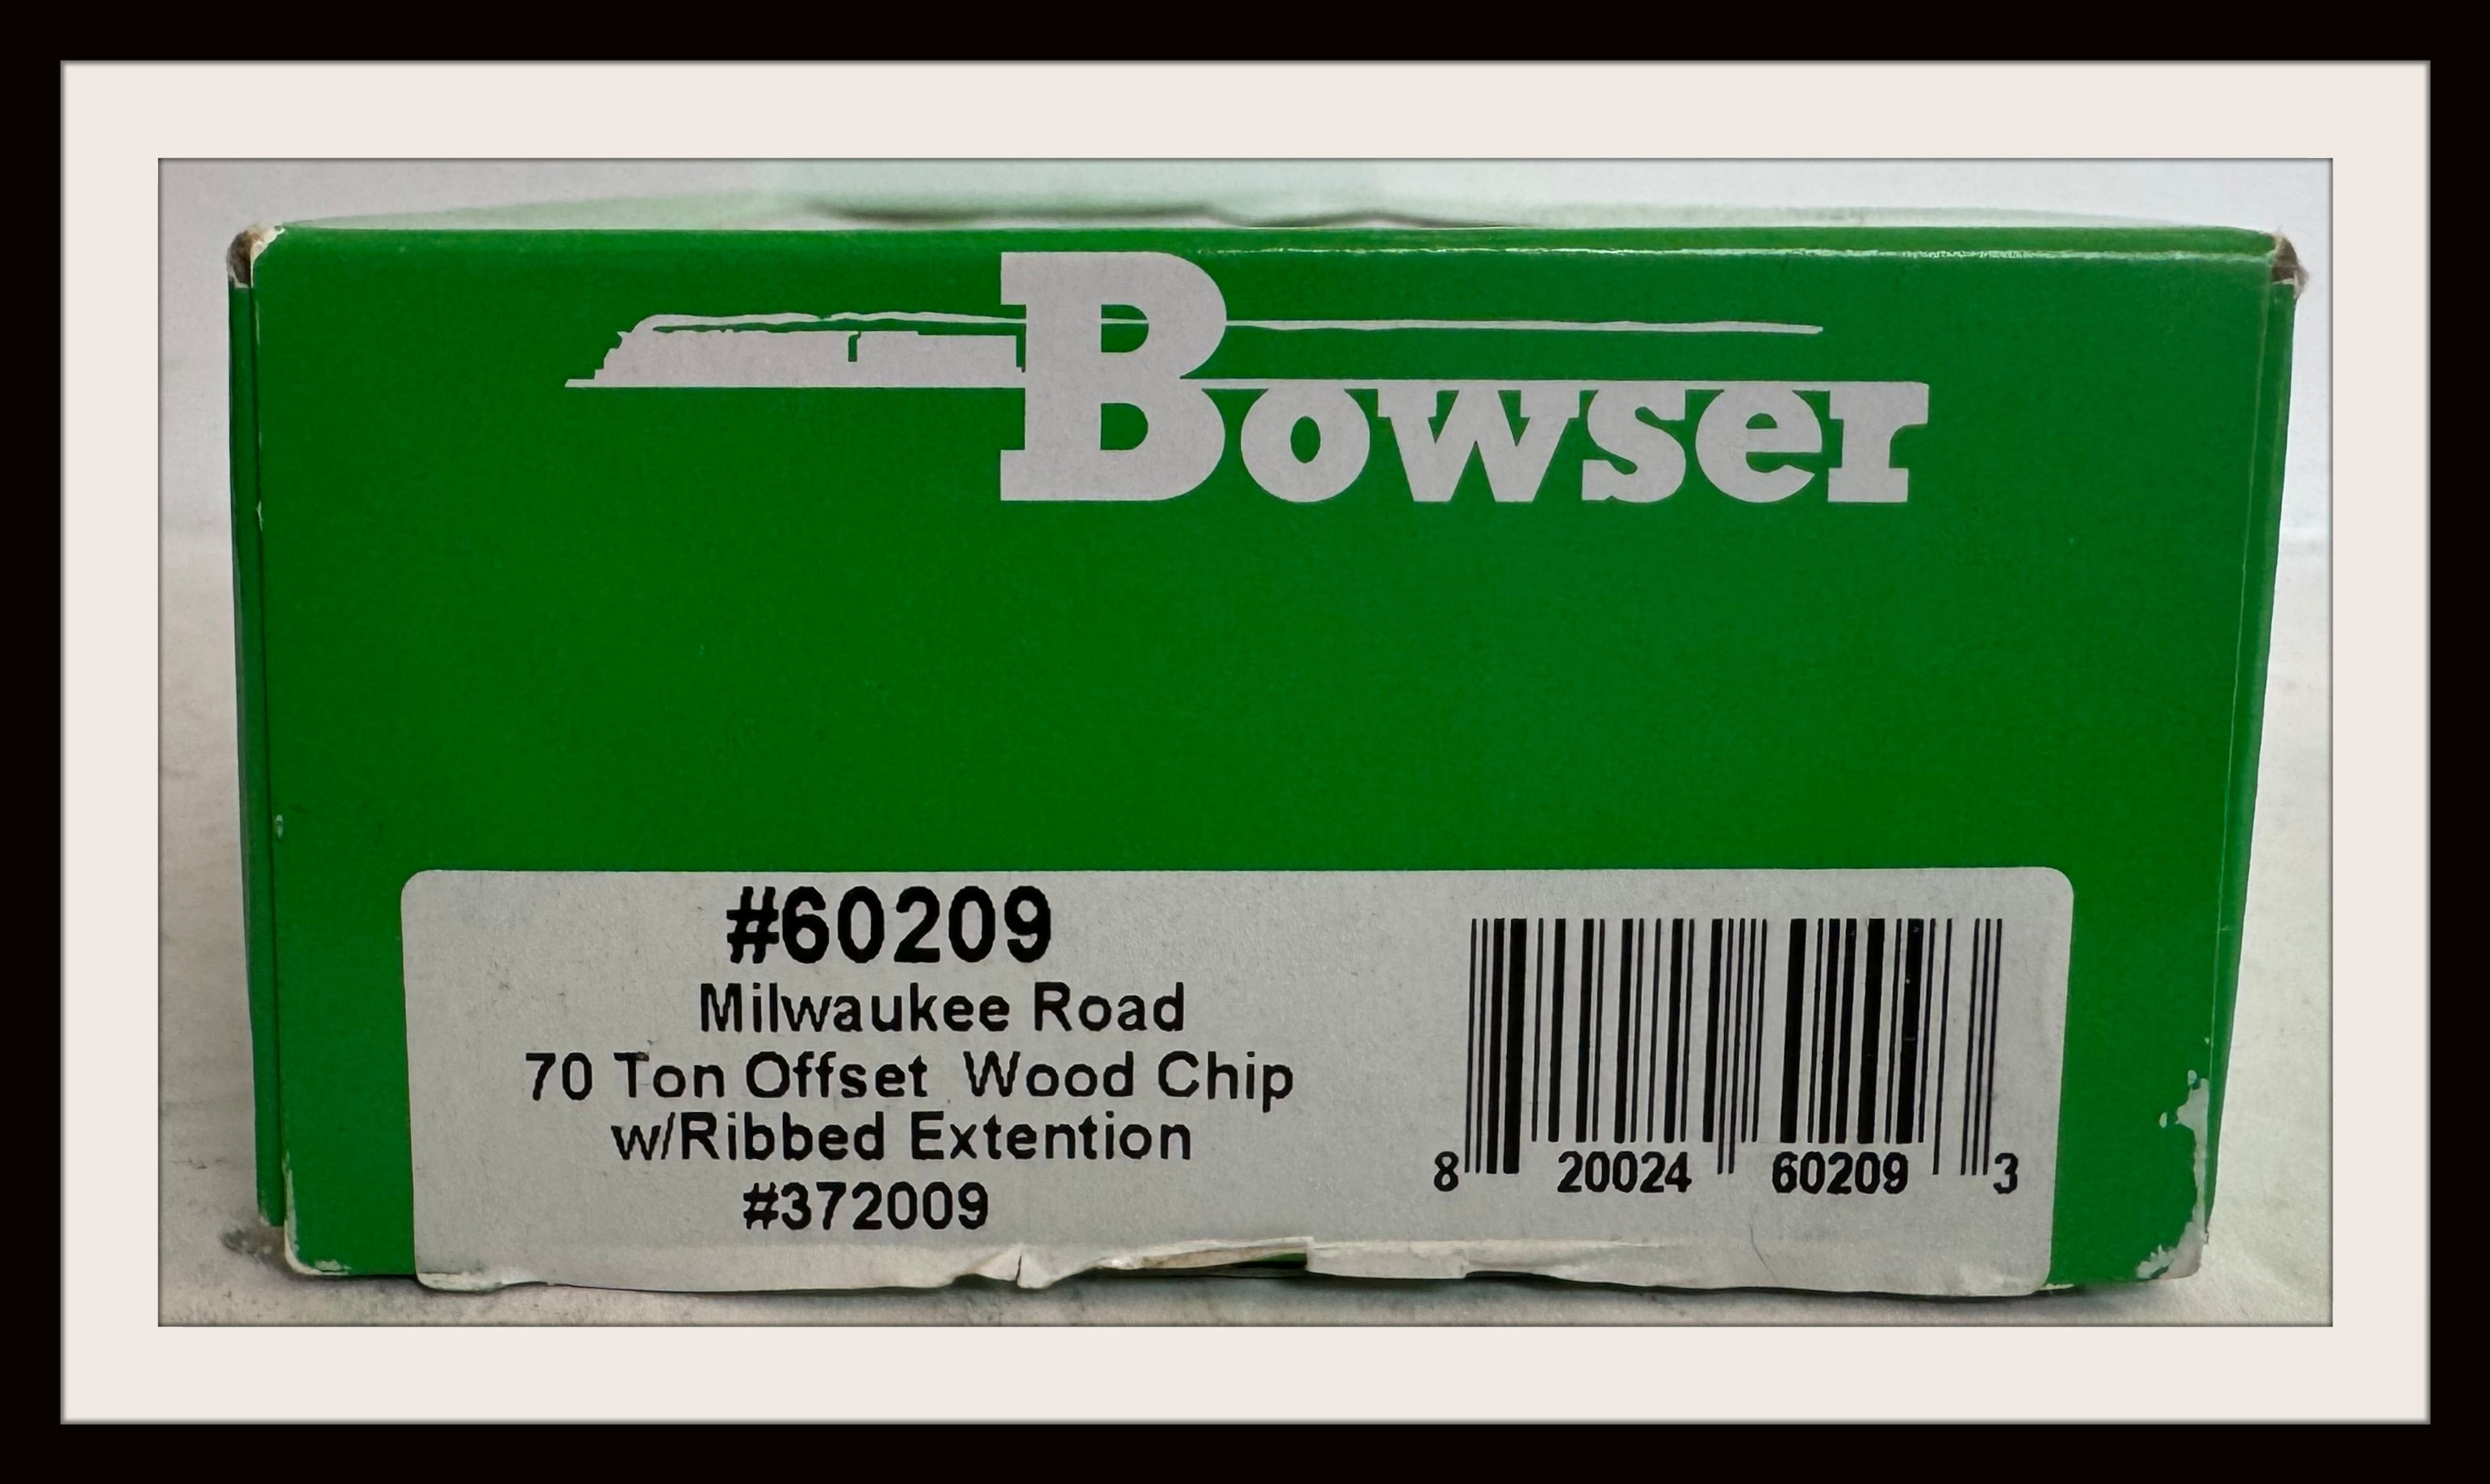 Bowser
#60209
Milwaukee Road
70 Ton Offset  Wood Chip
w/Ribbed Extention
#372009
8 20024 60209 3